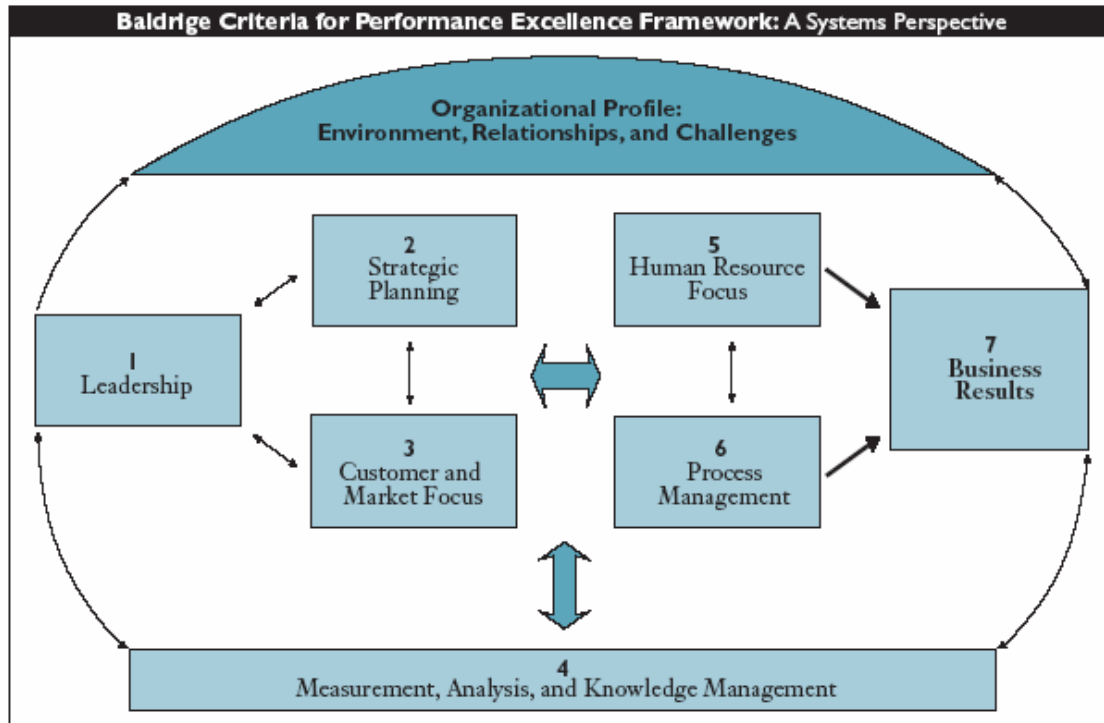 Baldrige Criteria for Performance Excellence Framework: A Systems Perspective
Organizational Profile:
Environment, Relationships, and Challenges
2
Strategic
Planning
5
Human Resource
Focus
1
Leadership
7
Business
Results
3
Customer and
Market Focus
6
Process
Management
4
Measurement, Analysis, and Knowledge Management